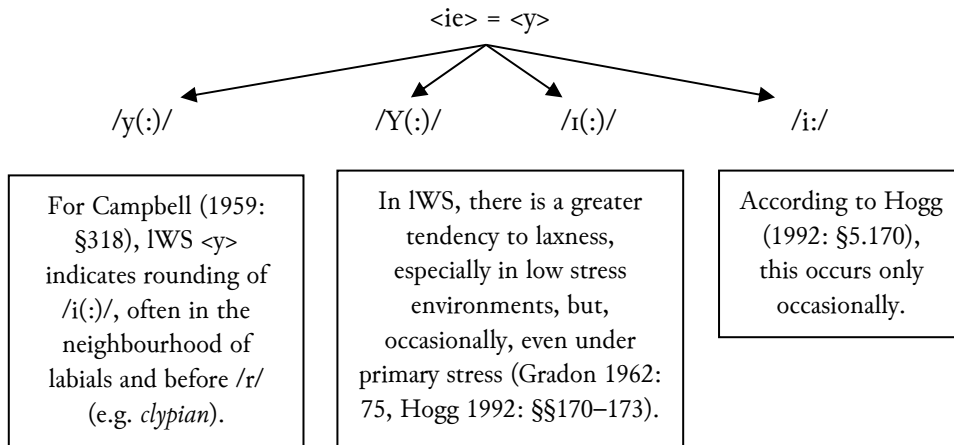 <ie> = <y>
/y(:)/
/Y(:)/
/ɪ(:)/
/i:/
For Campbell (1959:
§318), lWS <y>
indicates rounding of
/i(:)/, often in the
neighbourhood of
labials and before /r/
(e.g. clypian).
In lWS, there is a greater
tendency to laxness,
especially in low stress
environments, but,
occasionally, even under
primary stress (Gradon 1962:
75, Hogg 1992: §§170–173).
According to Hogg
(1992: §5.170),
this occurs only
occasionally.